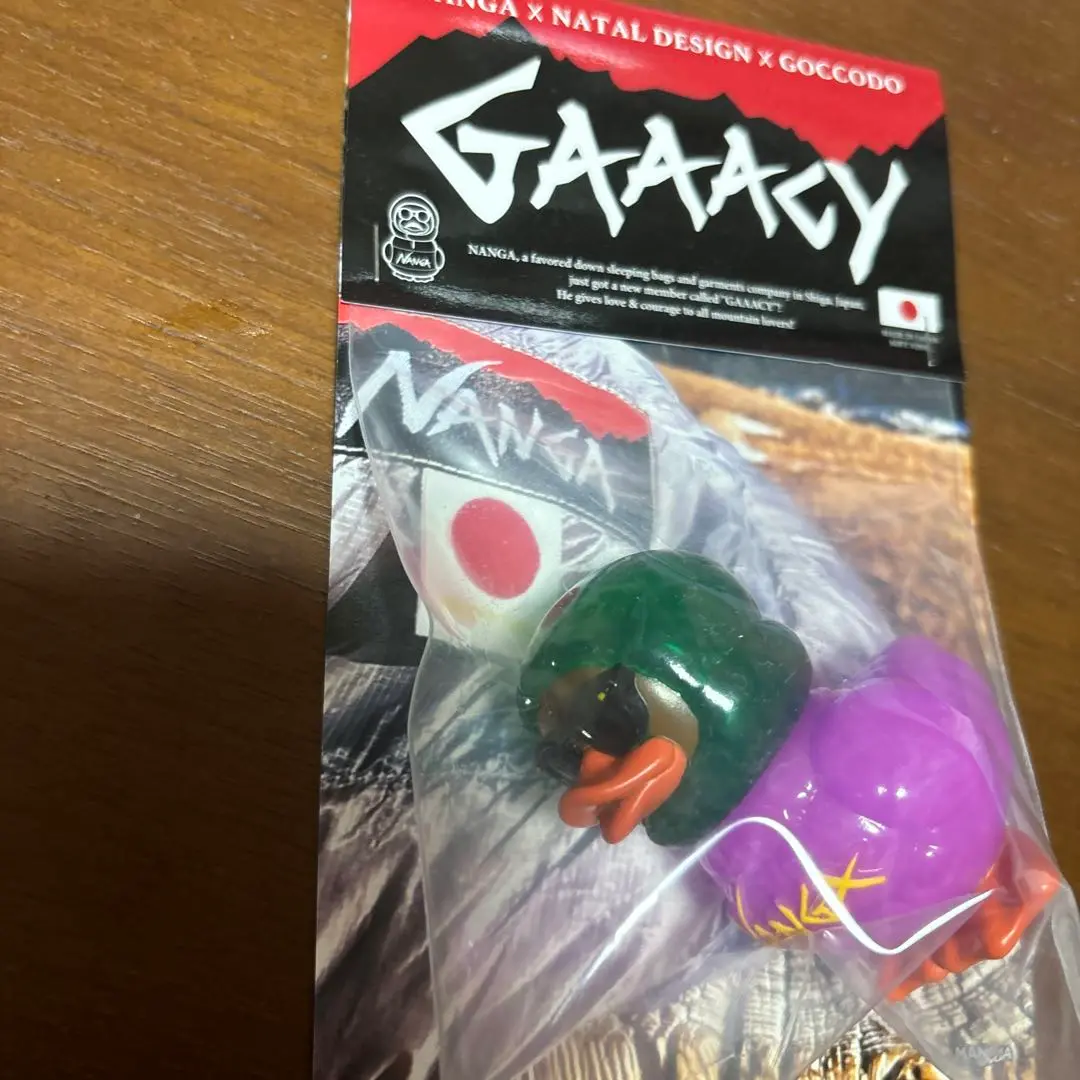 NANGA X NATAL DESIGN X GOCCODO
GAAACY
NANGA
NANGA, a favored down sleeping bags and garments company in Shiga, Japan,
just got a new member called "GAAACY"!
He gives love & courage to all mountain lovers!
NANGA
NANGA